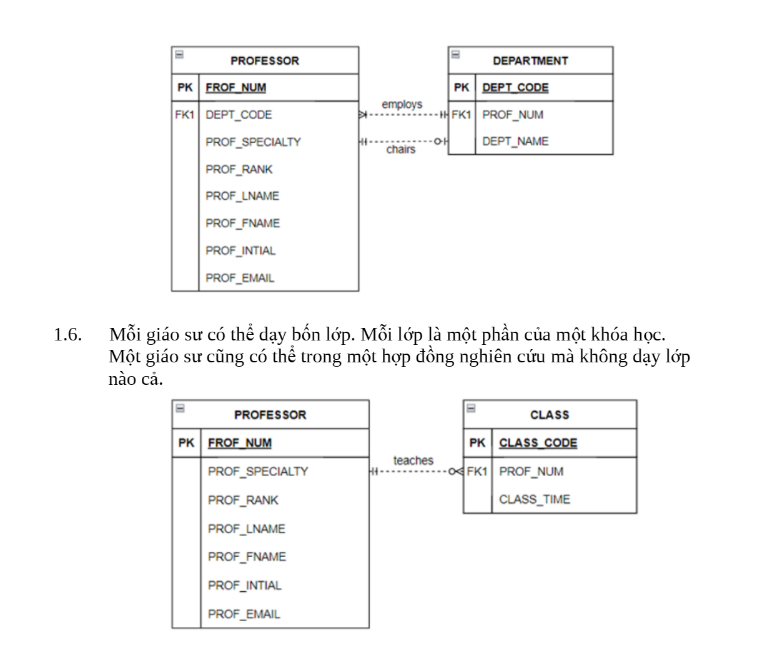 PROFESSOR
PK FROF_NUM
FK1 DEPT_CODE
PROF_SPECIALTY
PROF_RANK
PROF_LNAME
PROF_FNAME
PROF_INTIAL
PROF_EMAIL
employs
chairs
DEPARTMENT
PK DEPT_CODE
FK1 PROF_NUM
DEPT_NAME
1.6. Mỗi giáo sư có thể dạy bốn lớp. Mỗi lớp là một phần của một khóa học.
Một giáo sư cũng có thể trong một hợp đồng nghiên cứu mà không dạy lớp
nào cả.
PROFESSOR
PK FROF_NUM
PROF_SPECIALTY
PROF_RANK
PROF_LNAME
PROF_FNAME
PROF_INTIAL
PROF_EMAIL
teaches
CLASS
PK CLASS_CODE
FK1 PROF_NUM
CLASS_TIME